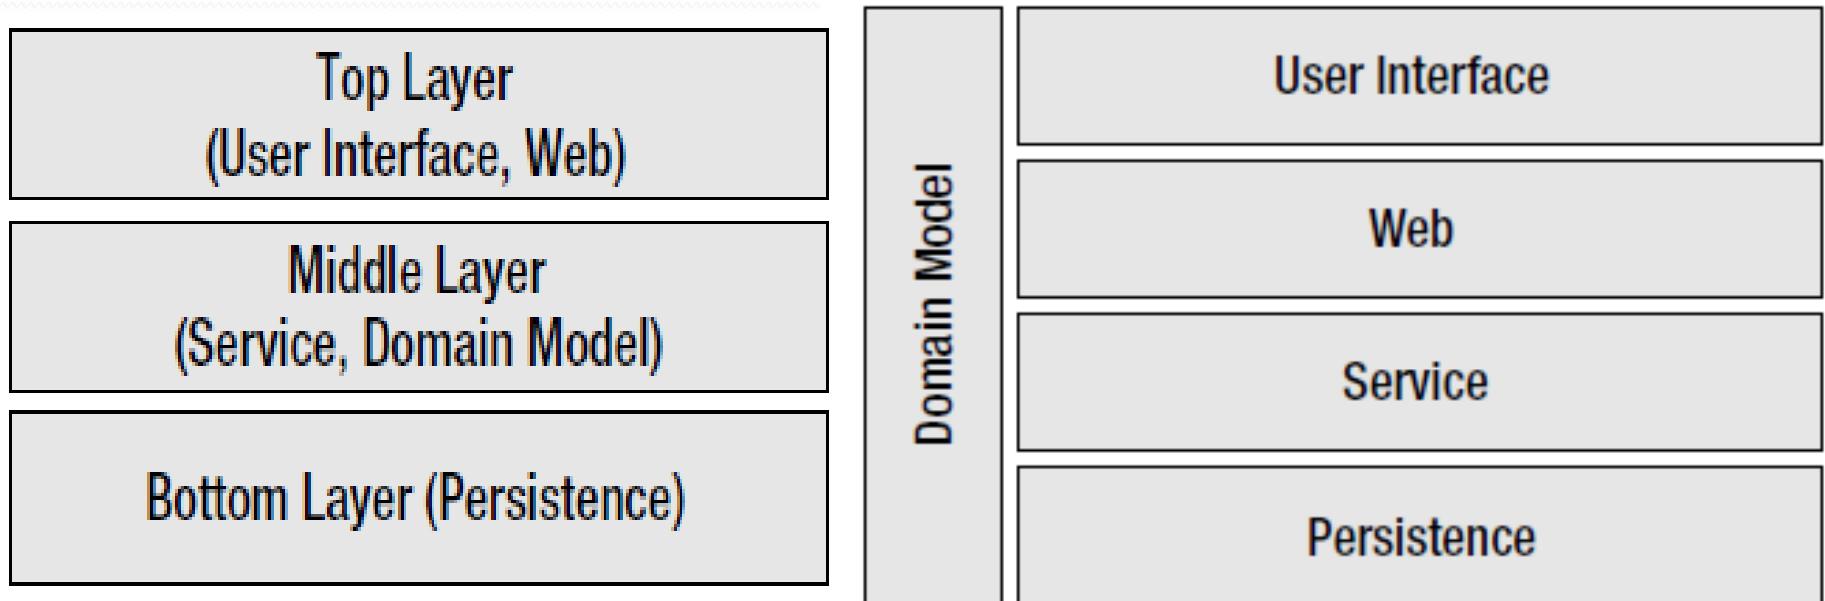 Top Layer
(User Interface, Web)
Middle Layer
(Service, Domain Model)
Bottom Layer (Persistence)
Domain Model
User Interface
Web
Service
Persistence